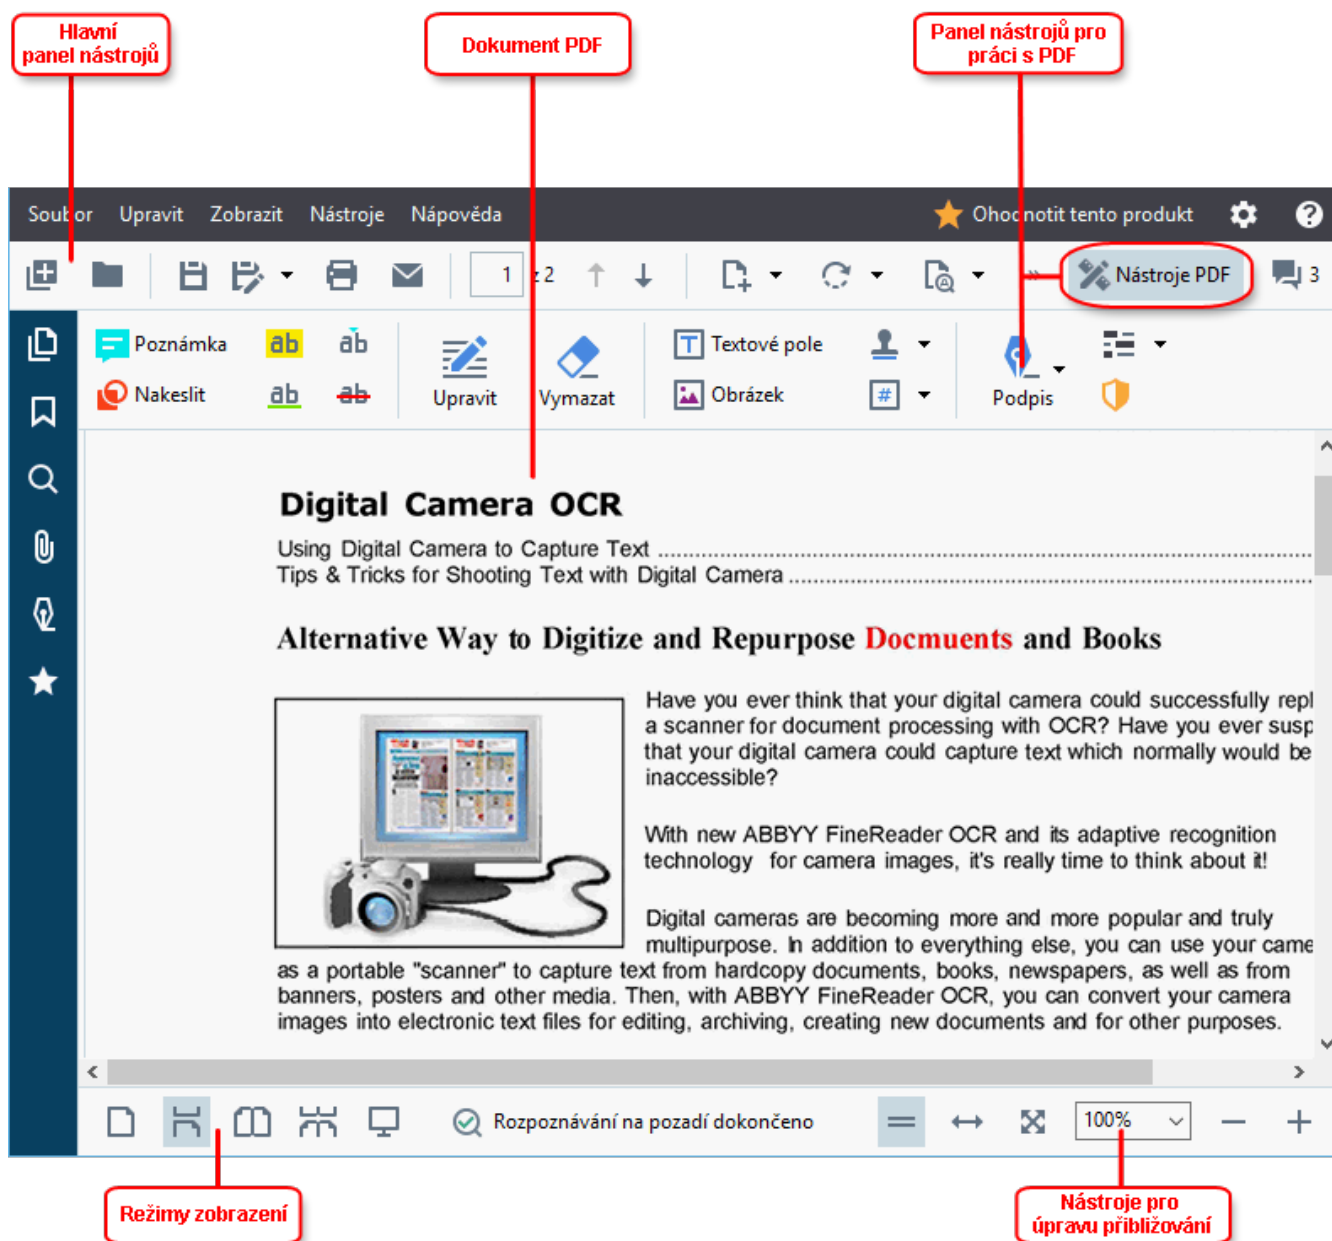 Hlavní
panel nástrojů
Dokument PDF
Panel nástrojů pro
práci s PDF
Soubor Upravit Zobrazit Nástroje Nápověda Ohodnotit tento produkt
1 z 2 » Nástroje PDF 3
Poznámka ab ab Textové pole
Nakeslit ab ab Upravit Vymazat Obrázek # Podpis
Digital Camera OCR
Using Digital Camera to Capture Text ................................................................
Tips & Tricks for Shooting Text with Digital Camera ................................................................
Alternative Way to Digitize and Repurpose Docmuents and Books
Have you ever think that your digital camera could successfully repl
a scanner for document processing with OCR? Have you ever susp
that your digital camera could capture text which normally would be
inaccessible?
With new ABBYY FineReader OCR and its adaptive recognition
technology for camera images, it's really time to think about it!
Digital cameras are becoming more and more popular and truly
multipurpose. In addition to everything else, you can use your came
as a portable "scanner" to capture text from hardcopy documents, books, newspapers, as well as from
banners, posters and other media. Then, with ABBYY FineReader OCR, you can convert your camera
images into electronic text files for editing, archiving, creating new documents and for other purposes.
Rozpoznávání na pozadí dokončeno 100%
Režimy zobrazení
Nástroje pro
úpravu přibližování